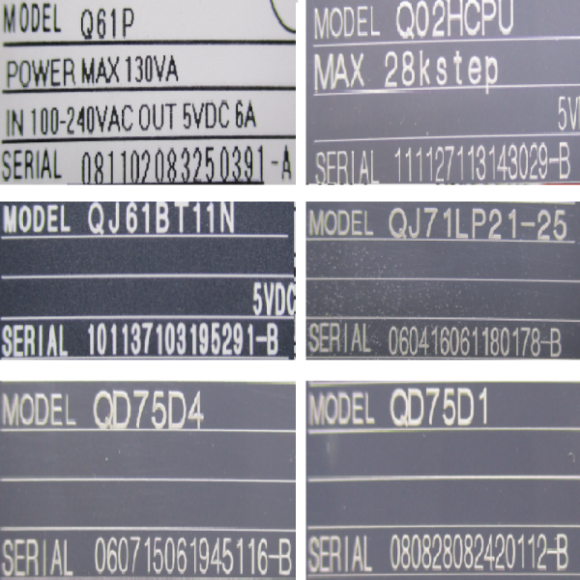 MODEL Q61P
POWER MAX 130VA
IN 100-240VAC OUT 5VDC 6A
SERIAL 081102083250391-A
MODEL Q02HCPU
MAX 28kstep
5V
SERIAL 111127113143029-B
MODEL QJ61BT11N
5VDC
SERIAL 101137103195291-B
MODEL QJ71LP21-25
SERIAL 060416061180178-B
MODEL QD75D4
SERIAL 060715061945116-B
MODEL QD75D1
SERIAL 080828082420112-B